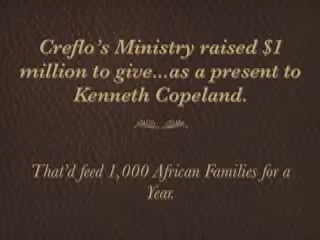 Creflo's Ministry raised $1
million to give...as a present to
Kenneth Copeland.
That'd feed 1,000 African Families for a
Year.